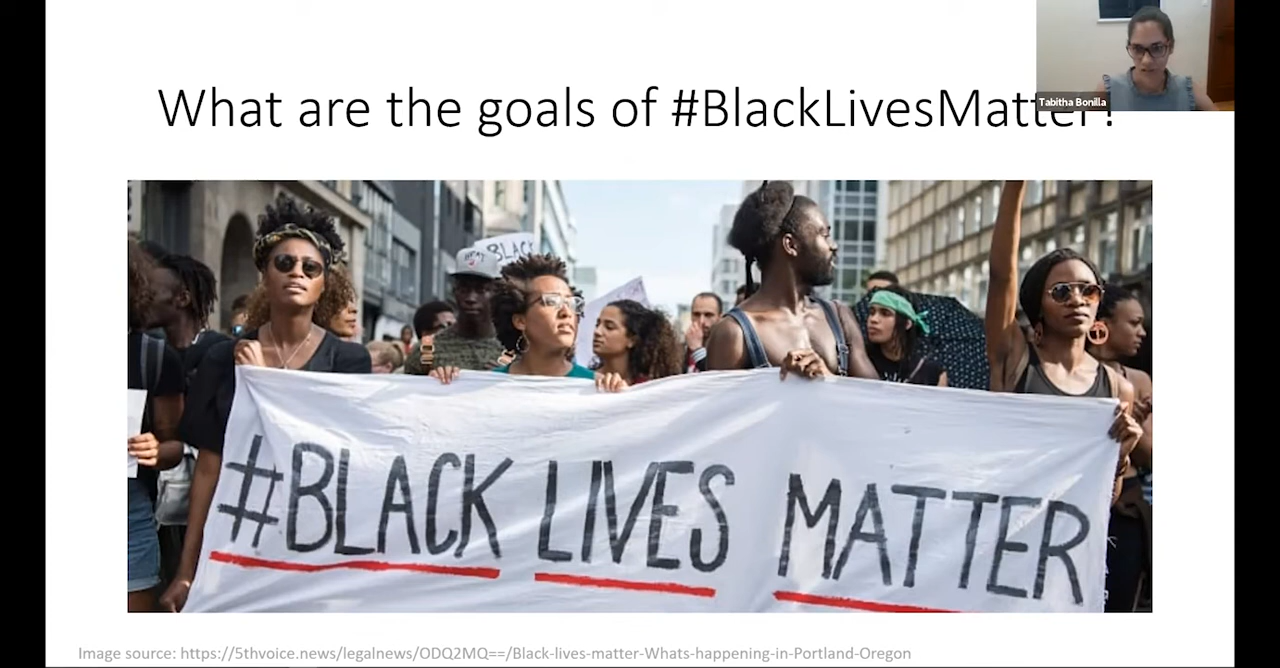 What are the goals of #BlackLivesMatter?
Tabitha Bonilla
BLACK
#BLACK LIVES MATTER
Image source: https://5thvoice.news/legalnews/ODQ2MQ==/Black-lives-matter-Whats-happening-in-Portland-Oregon